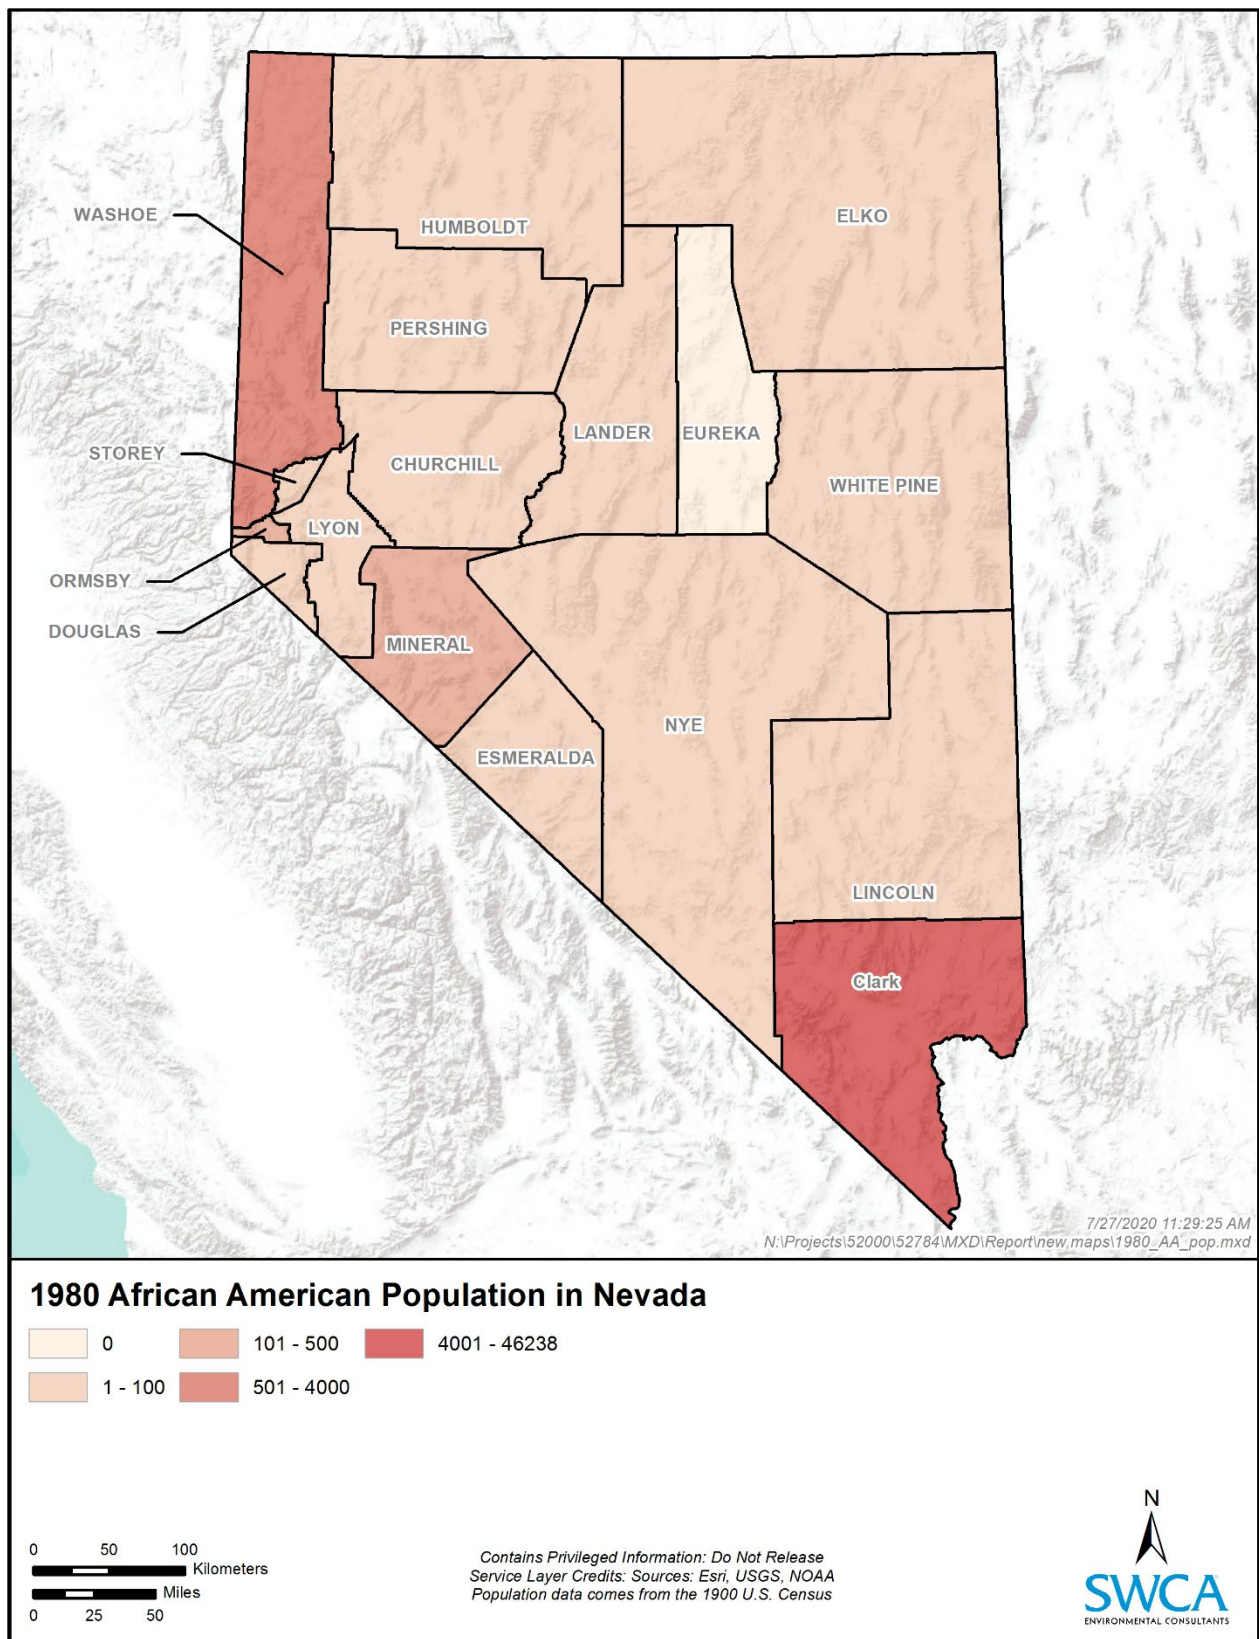 WASHOE
HUMBOLDT
ELKO
PERSHING
STOREY
CHURCHILL
LANDER
EUREKA
WHITE PINE
LYON
ORMSBY
DOUGLAS
MINERAL
NYE
ESMERALDA
LINCOLN
Clark
7/27/2020 11:29:25 AM
N:\Projects\52000\52784\MXD\Report\new maps\1980_AA_pop.mxd
1980 African American Population in Nevada
0 101 - 500 4001 - 46238
1 - 100 501 - 4000
0 50 100
Kilometers
Miles
0 25 50
Contains Privileged Information: Do Not Release
Service Layer Credits: Sources: Esri, USGS, NOAA
Population data comes from the 1900 U.S. Census
N
SWCA
ENVIRONMENTAL CONSULTANTS